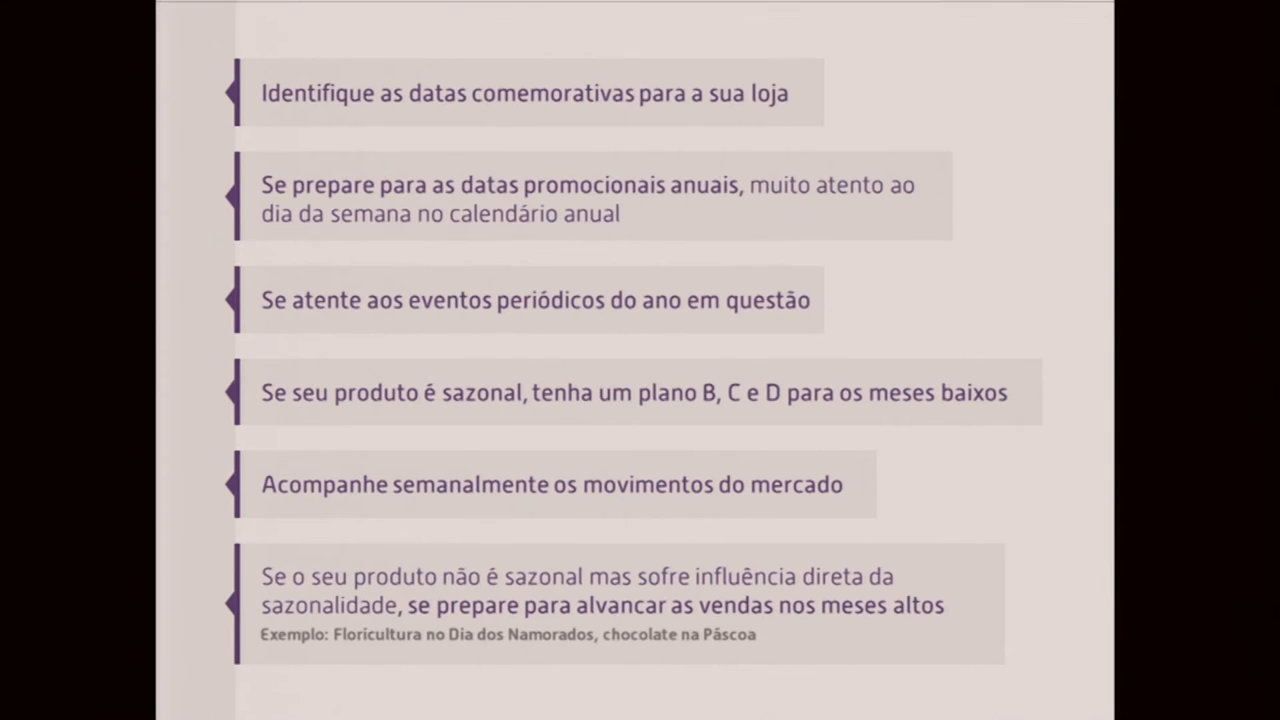 Identifique as datas comemorativas para a sua loja
Se prepare para as datas promocionais anuais, muito atento ao
dia da semana no calendário anual
Se atente aos eventos periódicos do ano em questão
Se seu produto é sazonal, tenha um plano B, C e D para os meses baixos
Acompanhe semanalmente os movimentos do mercado
Se o seu produto não é sazonal mas sofre influência direta da
sazonalidade, se prepare para alvancar as vendas nos meses altos
Exemplo: Floricultura no Dia dos Namorados, chocolate na Páscoa